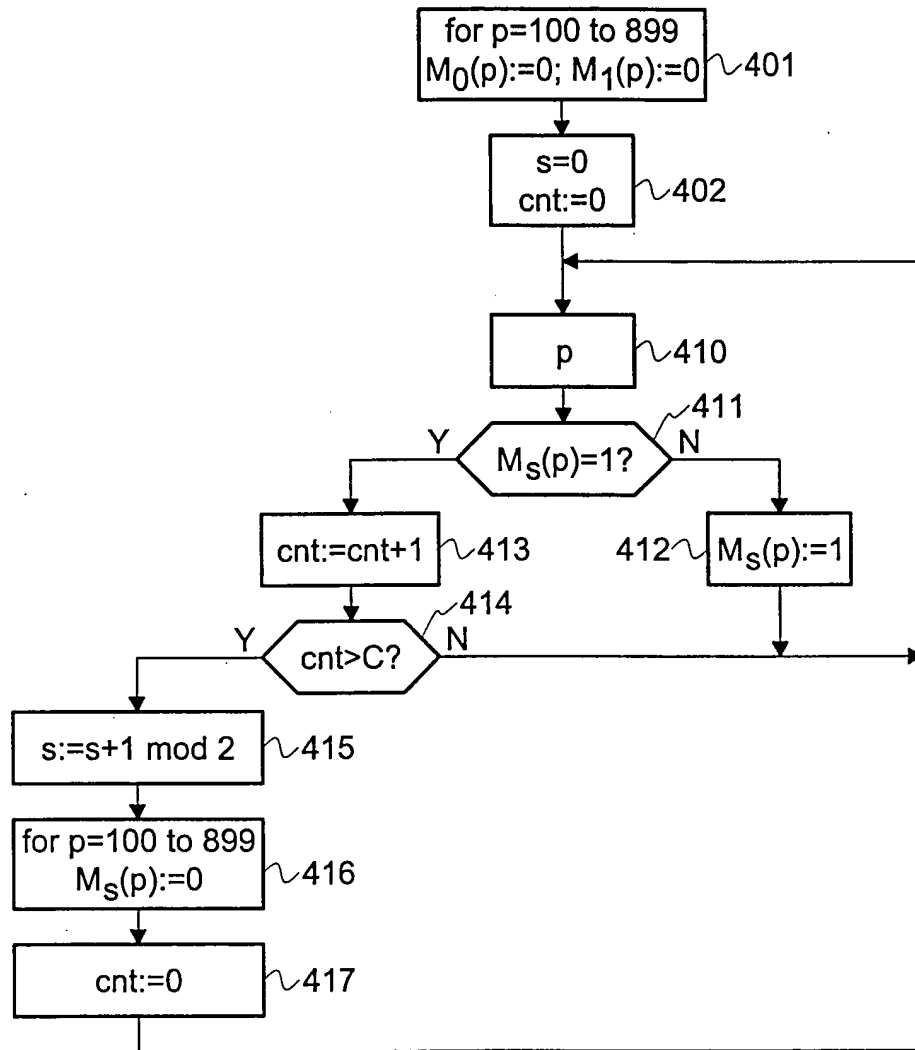 for p=100 to 899
M0(p):=0; M1(p):=0
401
s=0
cnt:=0
402
p
410
411
Y
N
Ms(p)=1?
cnt:=cnt+1
413
412
Ms(p):=1
414
Y
N
cnt>C?
s:=s+1 mod 2
415
for p=100 to 899
Ms(p):=0
416
cnt:=0
417